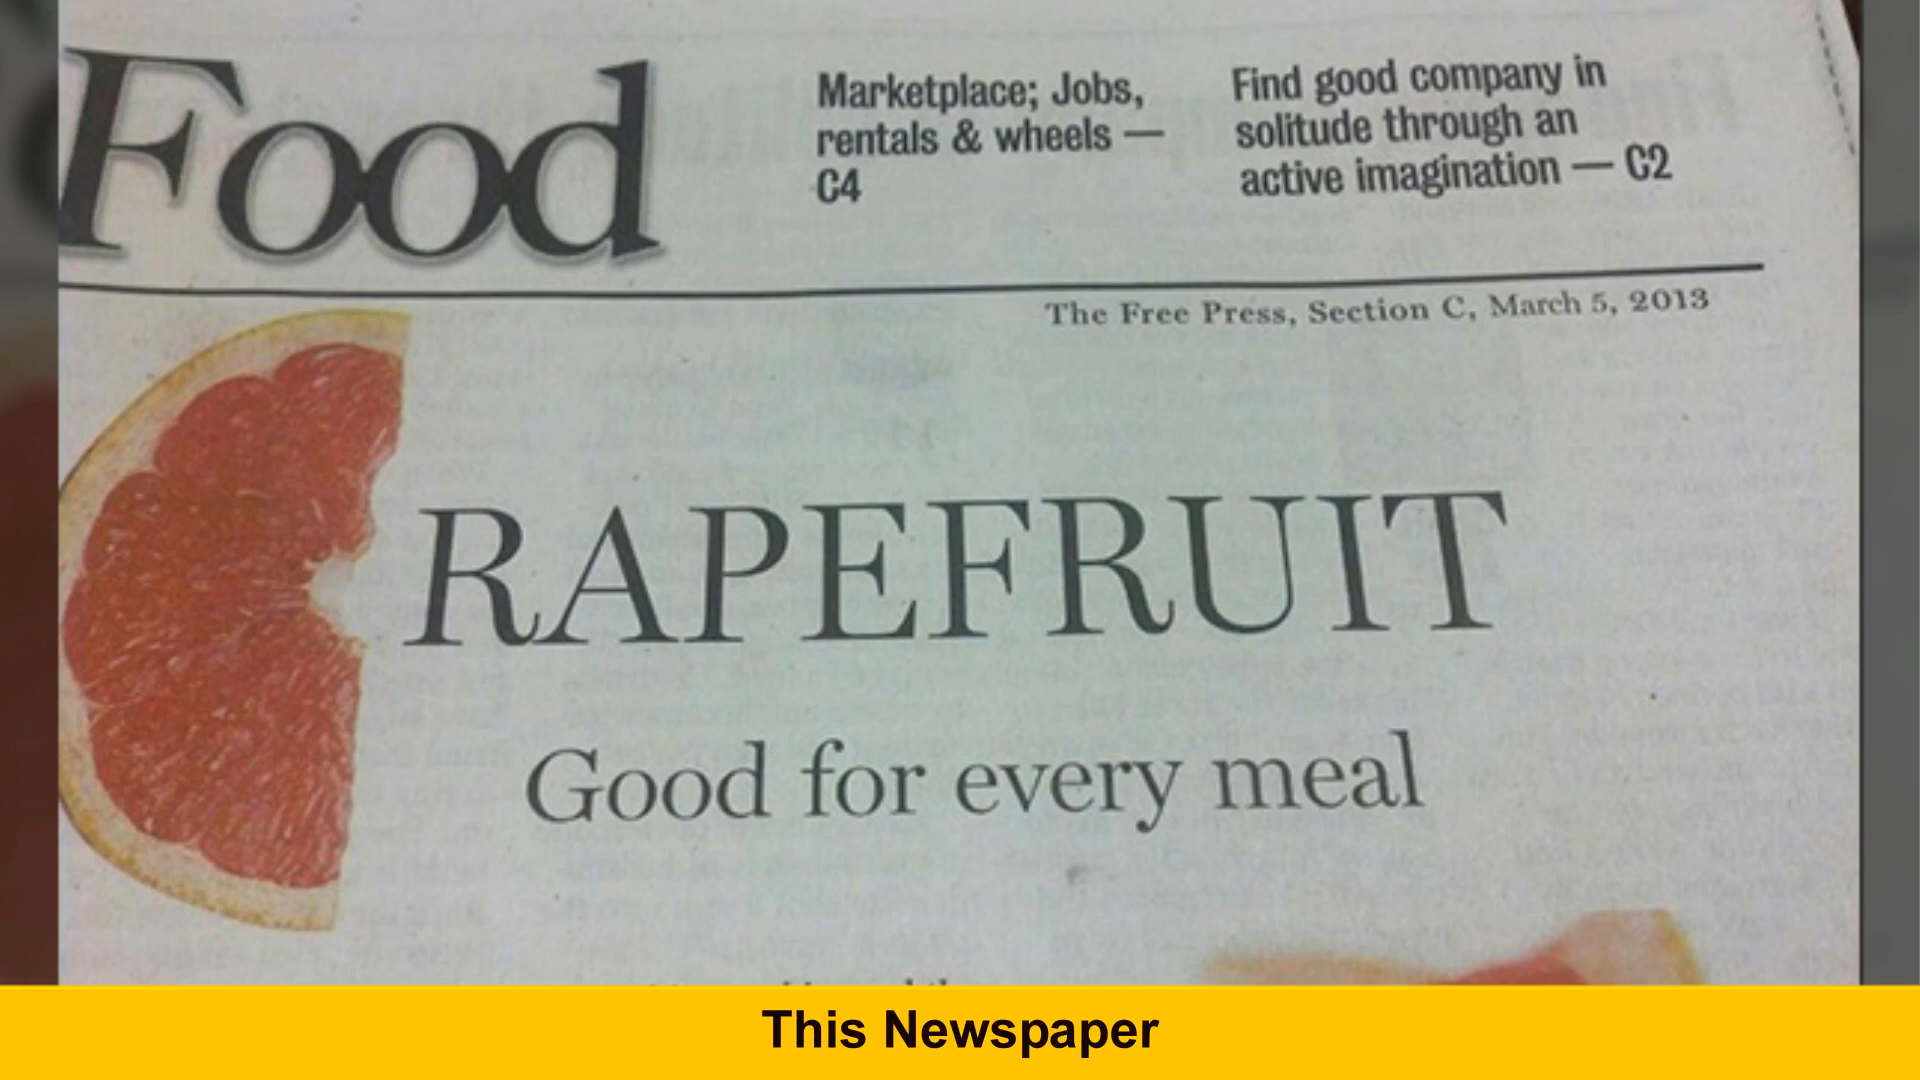 Food
Marketplace; Jobs,
rentals & wheels —
C4
Find good company in
solitude through an
active imagination — C2
The Free Press, Section C, March 5, 2013
RAPEFRUIT
Good for every meal
This Newspaper